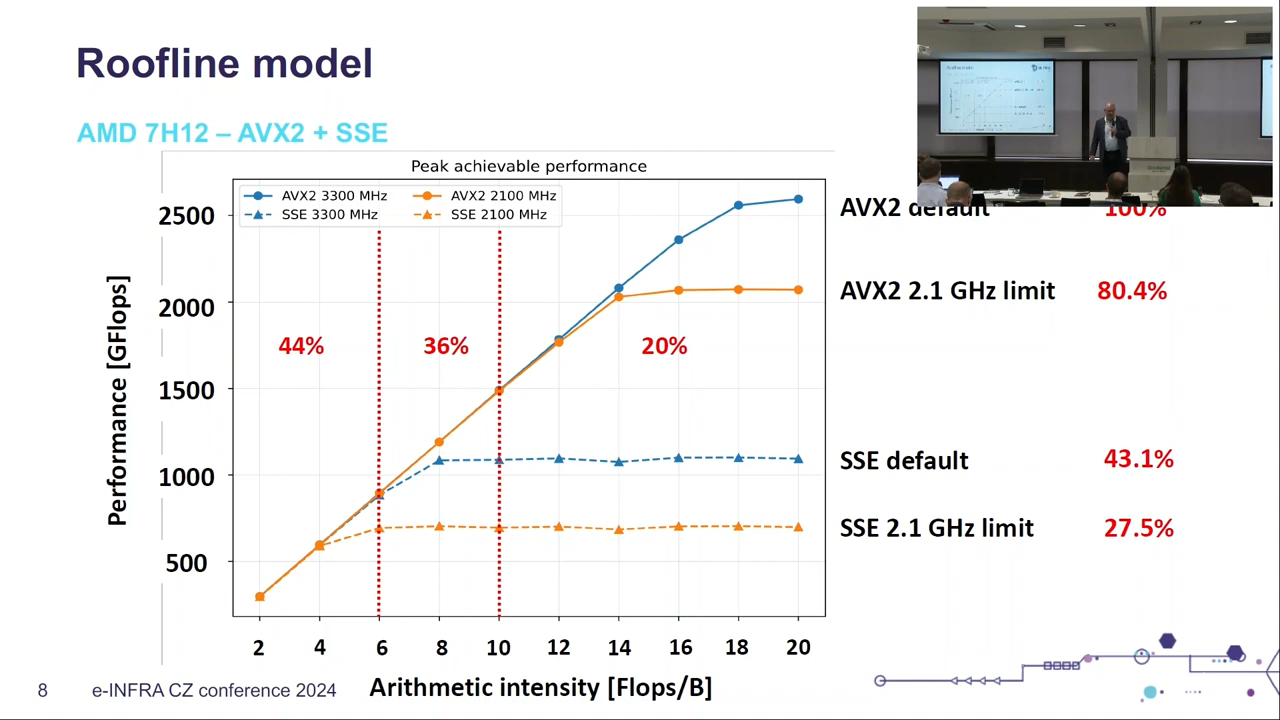 Roofline model
AMD 7H12 – AVX2 + SSE
Peak achievable performance
AVX2 3300 MHz
SSE 3300 MHz
AVX2 2100 MHz
SSE 2100 MHz
Performance [GFlops]
2500
2000
1500
1000
500
44%
36%
20%
2 4 6 8 10 12 14 16 18 20
Arithmetic intensity [Flops/B]
AVX2 default 100%
AVX2 2.1 GHz limit 80.4%
SSE default 43.1%
SSE 2.1 GHz limit 27.5%
8 e-INFRA CZ conference 2024